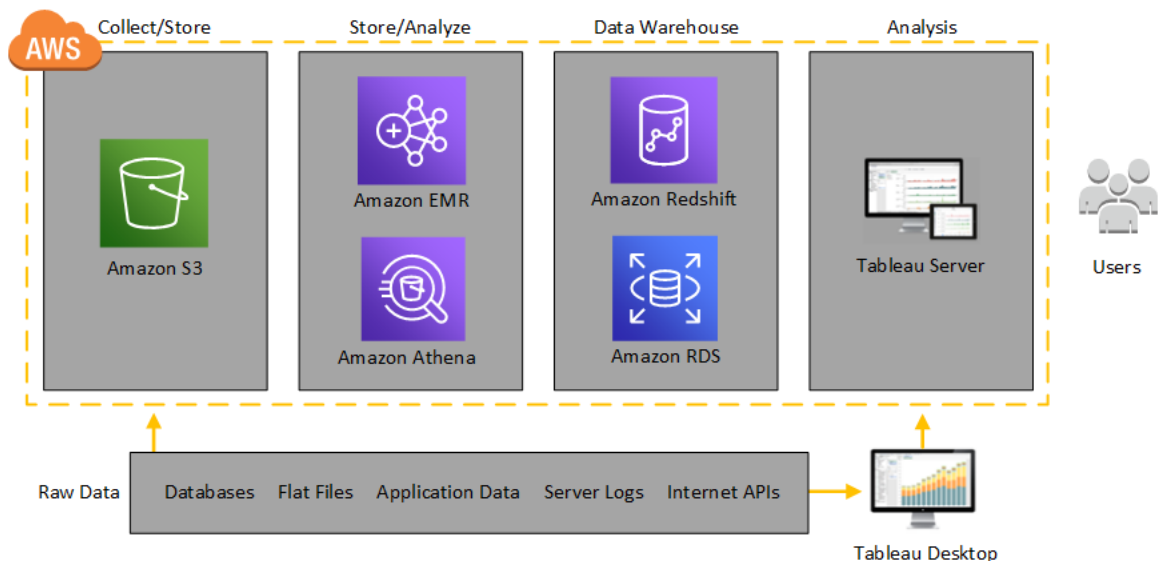 AWS
Collect/Store
Store/Analyze
Data Warehouse
Analysis
Amazon S3
Amazon EMR
Amazon Athena
Amazon Redshift
Amazon RDS
Tableau Server
Users
Raw Data
Databases
Flat Files
Application Data
Server Logs
Internet APIs
Tableau Desktop